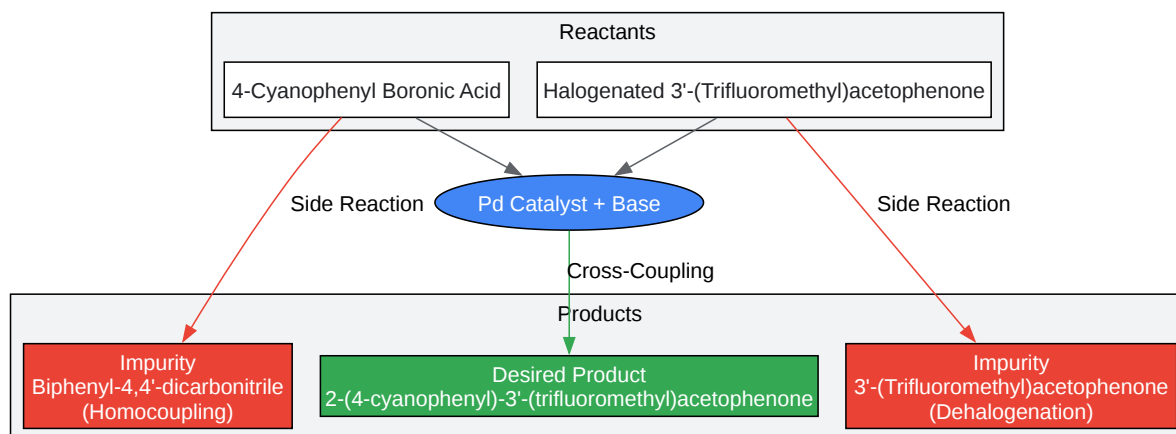 Reactants
4-Cyanophenyl Boronic Acid
Halogenated 3'-(Trifluoromethyl)acetophenone
Side Reaction
Pd Catalyst + Base
Side Reaction
Cross-Coupling
Products
Impurity
Biphenyl-4,4'-dicarbonitrile
(Homocoupling)
Desired Product
2-(4-cyanophenyl)-3'-(trifluoromethyl)acetophenone
Impurity
3'-(Trifluoromethyl)acetophenone
(Dehalogenation)